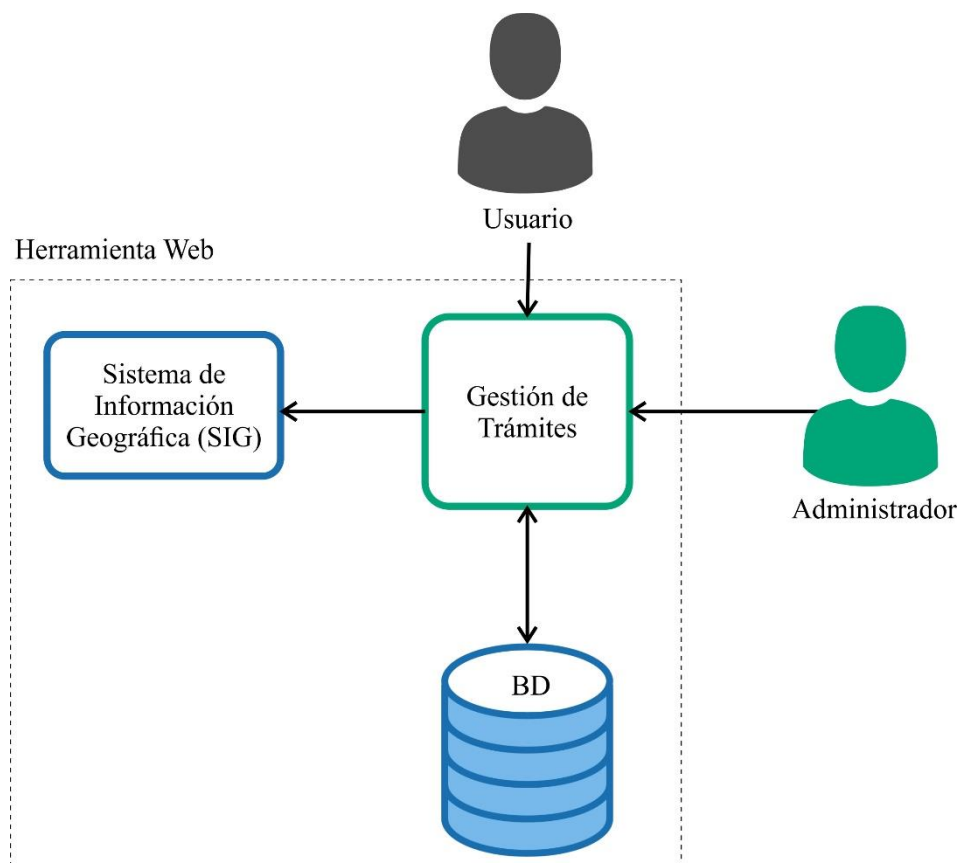 Usuario
Herramienta Web
Sistema de
Información
Geográfica (SIG)
Gestión de
Trámites
Administrador
BD